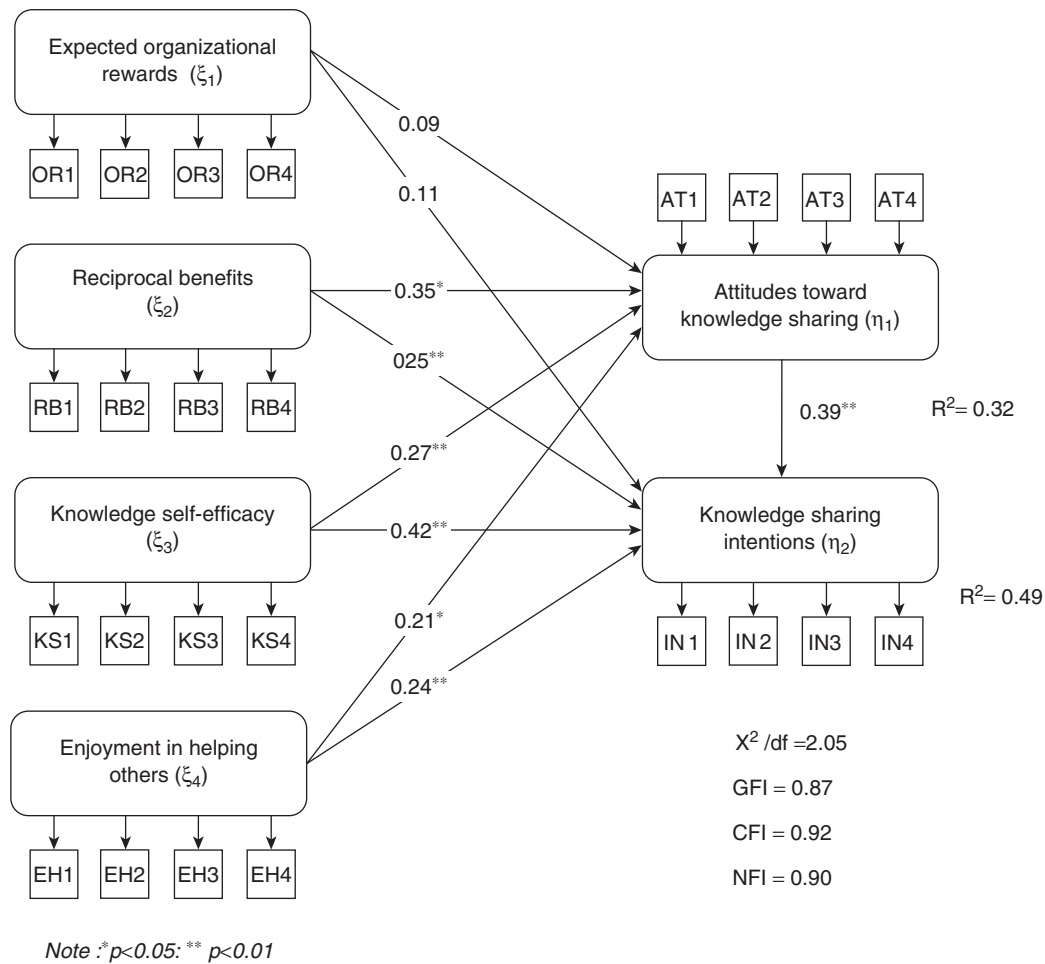 Expected organizational
rewards (ξ1)
OR1 OR2 OR3 OR4
Reciprocal benefits
(ξ2)
RB1 RB2 RB3 RB4
Knowledge self-efficacy
(ξ3)
KS1 KS2 KS3 KS4
Enjoyment in helping
others (ξ4)
EH1 EH2 EH3 EH4
0.09
0.11
0.35*
025**
0.27**
0.42**
0.21*
0.24**
AT1 AT2 AT3 AT4
Attitudes toward
knowledge sharing (η1)
0.39**
R2= 0.32
Knowledge sharing
intentions (η2)
R2= 0.49
IN 1 IN 2 IN3 IN4
X2 /df =2.05
GFI = 0.87
CFI = 0.92
NFI = 0.90
Note :*p<0.05: ** p<0.01